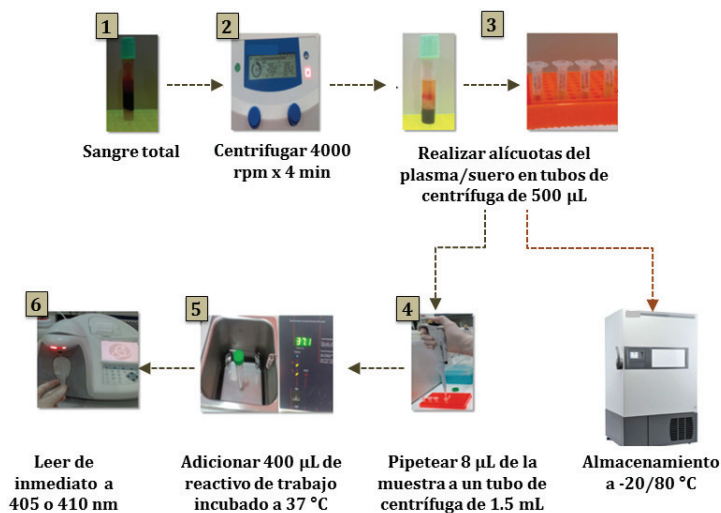 1
2
3
Sangre total
Centrifugar 4000
rpm x 4 min
Realizar alícuotas del
plasma/suero en tubos de
centrífuga de 500 µL
6
5
4
37.1
Leer de
inmediato a
405 o 410 nm
Adicionar 400 µL de
reactivo de trabajo
incubado a 37 °C
Pipetear 8 µL de la
muestra a un tubo de
centrífuga de 1.5 mL
Almacenamiento
a -20/80 °C